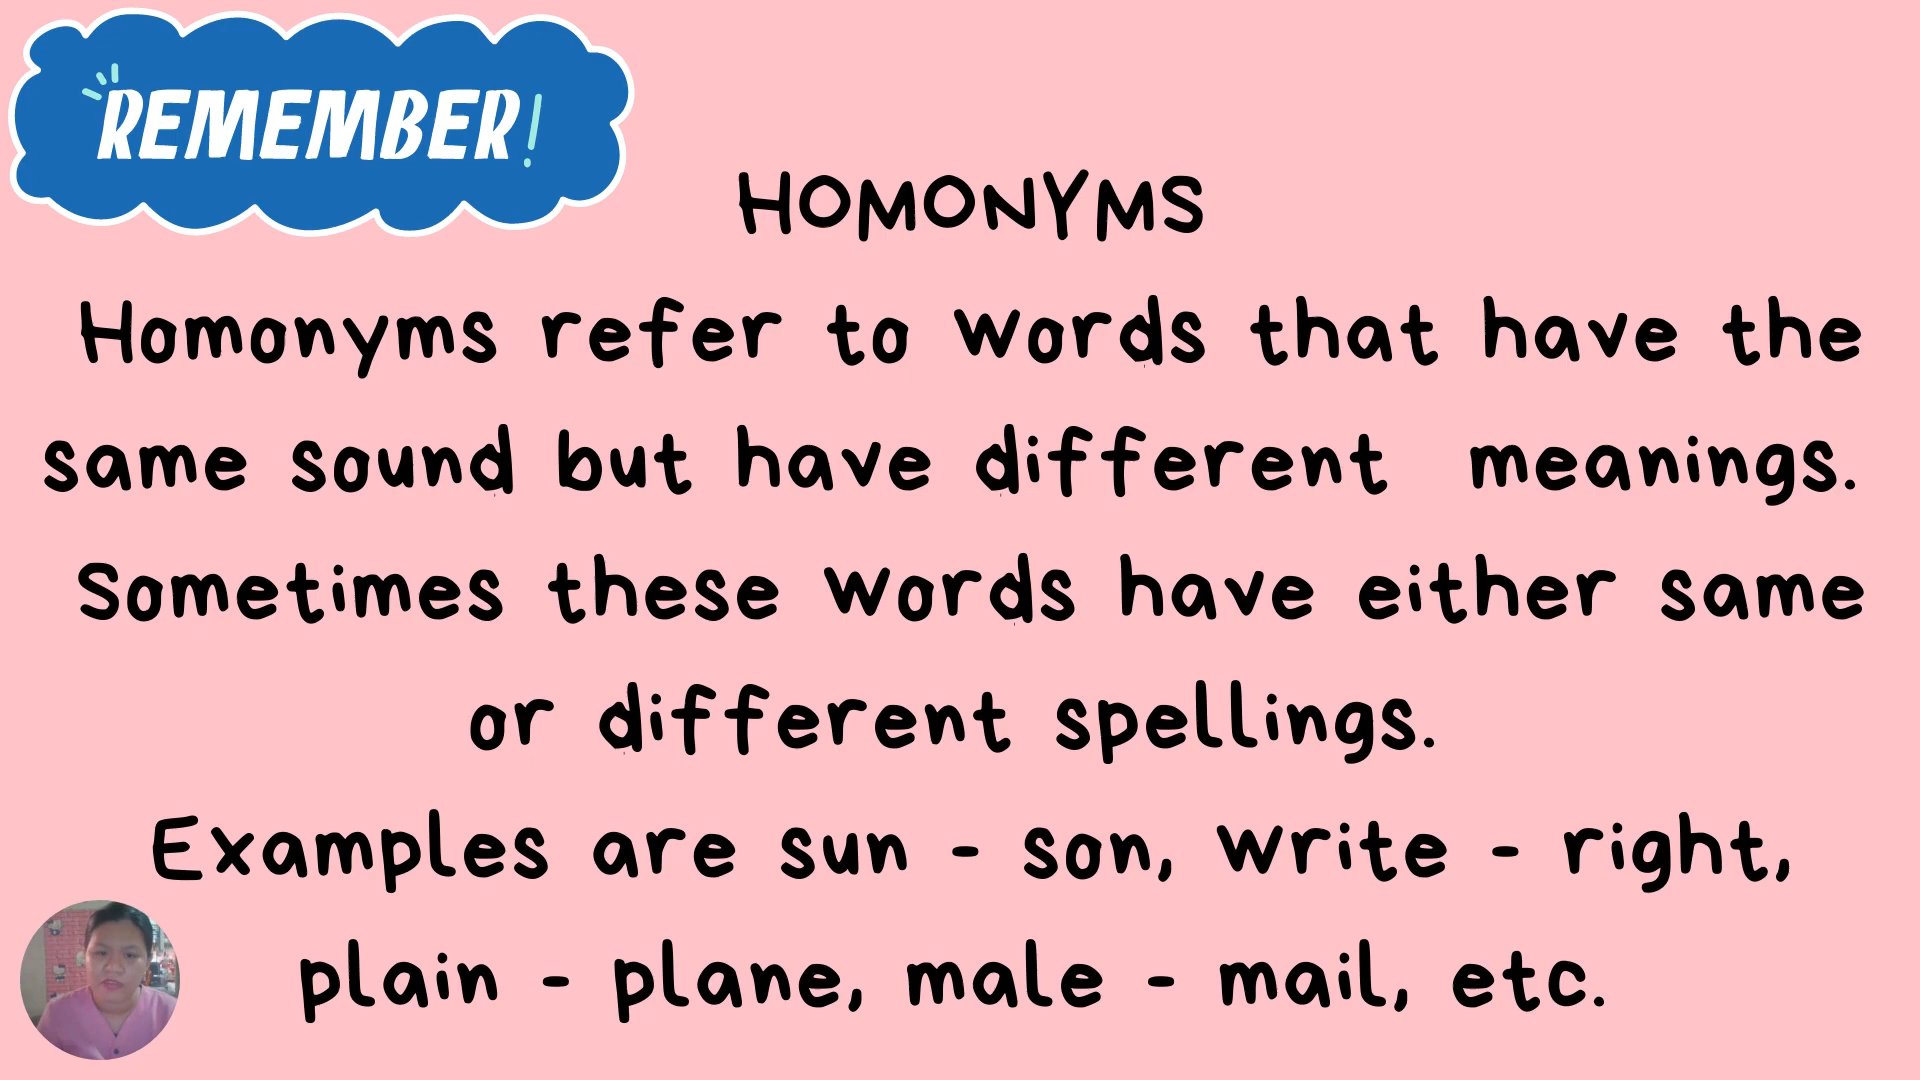 REMEMBER!
HOMONYMS
Homonyms refer to words that have the
same sound but have different meanings.
Sometimes these words have either same
or different spellings.
Examples are sun - son, write - right,
plain - plane, male - mail, etc.